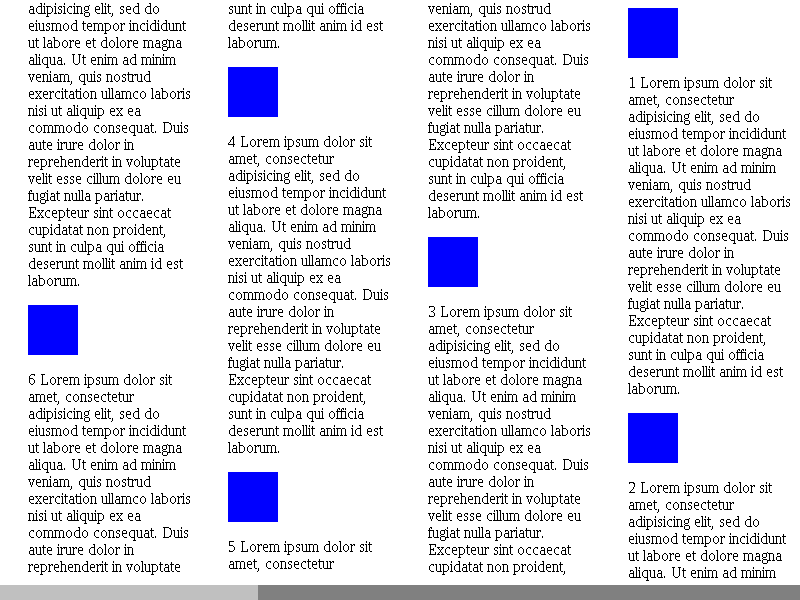 1 Lorem ipsum dolor sit
amet, consectetur
adipisicing elit, sed do
eiusmod tempor incididunt
ut labore et dolore magna
aliqua. Ut enim ad minim
veniam, quis nostrud
exercitation ullamco laboris
nisi ut aliquip ex ea
commodo consequat. Duis
aute irure dolor in
reprehenderit in voluptate
velit esse cillum dolore eu
fugiat nulla pariatur.
Excepteur sint occaecat
cupidatat non proident,
sunt in culpa qui officia
deserunt mollit anim id est
laborum.
2 Lorem ipsum dolor sit
amet, consectetur
adipisicing elit, sed do
eiusmod tempor incididunt
ut labore et dolore magna
aliqua. Ut enim ad minim
veniam, quis nostrud
exercitation ullamco laboris
nisi ut aliquip ex ea
commodo consequat. Duis
aute irure dolor in
reprehenderit in voluptate
velit esse cillum dolore eu
fugiat nulla pariatur.
Excepteur sint occaecat
cupidatat non proident,
sunt in culpa qui officia
deserunt mollit anim id est
laborum.
3 Lorem ipsum dolor sit
amet, consectetur
adipisicing elit, sed do
eiusmod tempor incididunt
ut labore et dolore magna
aliqua. Ut enim ad minim
veniam, quis nostrud
exercitation ullamco laboris
nisi ut aliquip ex ea
commodo consequat. Duis
aute irure dolor in
reprehenderit in voluptate
velit esse cillum dolore eu
fugiat nulla pariatur.
Excepteur sint occaecat
cupidatat non proident,
sunt in culpa qui officia
deserunt mollit anim id est
laborum.
4 Lorem ipsum dolor sit
amet, consectetur
adipisicing elit, sed do
eiusmod tempor incididunt
ut labore et dolore magna
aliqua. Ut enim ad minim
veniam, quis nostrud
exercitation ullamco laboris
nisi ut aliquip ex ea
commodo consequat. Duis
aute irure dolor in
reprehenderit in voluptate
velit esse cillum dolore eu
fugiat nulla pariatur.
Excepteur sint occaecat
cupidatat non proident,
sunt in culpa qui officia
deserunt mollit anim id est
laborum.
5 Lorem ipsum dolor sit
amet, consectetur
adipisicing elit, sed do
eiusmod tempor incididunt
ut labore et dolore magna
aliqua. Ut enim ad minim
veniam, quis nostrud
exercitation ullamco laboris
nisi ut aliquip ex ea
commodo consequat. Duis
aute irure dolor in
reprehenderit in voluptate
velit esse cillum dolore eu
fugiat nulla pariatur.
Excepteur sint occaecat
cupidatat non proident,
sunt in culpa qui officia
deserunt mollit anim id est
laborum.
6 Lorem ipsum dolor sit
amet, consectetur
adipisicing elit, sed do
eiusmod tempor incididunt
ut labore et dolore magna
aliqua. Ut enim ad minim
veniam, quis nostrud
exercitation ullamco laboris
nisi ut aliquip ex ea
commodo consequat. Duis
aute irure dolor in
reprehenderit in voluptate